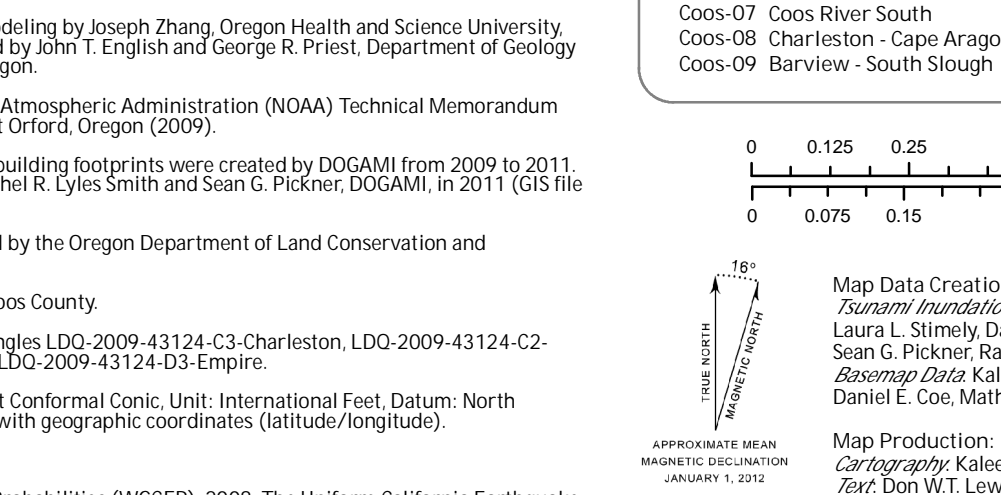 deling by Joseph Zhang, Oregon Health and Science University,
d by John T. English and George R. Priest, Department of Geology
gon.
Atmospheric Administration (NOAA) Technical Memorandum
t Orford, Oregon (2009).
building footprints were created by DOGAMI from 2009 to 2011.
hel R. Lyles Smith and Sean G. Pickner, DOGAMI, in 2011 (GIS file
d by the Oregon Department of Land Conservation and
oos County.
ngles LDQ-2009-43124-C3-Charleston, LDQ-2009-43124-C2-
LDQ-2009-43124-D3-Empire.
t Conformal Conic, Unit: International Feet, Datum: North
with geographic coordinates (latitude/longitude).
Probabilities (WGCEP), 2008, The Uniform California Earthquake
Coos-07 Coos River South
Coos-08 Charleston - Cape Arago
Coos-09 Barview - South Slough
0 0.125 0.25
0 0.075 0.15
16°
TRUE NORTH
MAGNETIC NORTH
APPROXIMATE MEAN
MAGNETIC DECLINATION
JANUARY 1, 2012
Map Data Creatio
Tsunami Inundatio
Laura L. Stimely, Da
Sean G. Pickner, Ra
Basemap Data: Kal
Daniel E. Coe, Math
Map Production:
Cartography: Kalee
Text: Don W.T. Lew